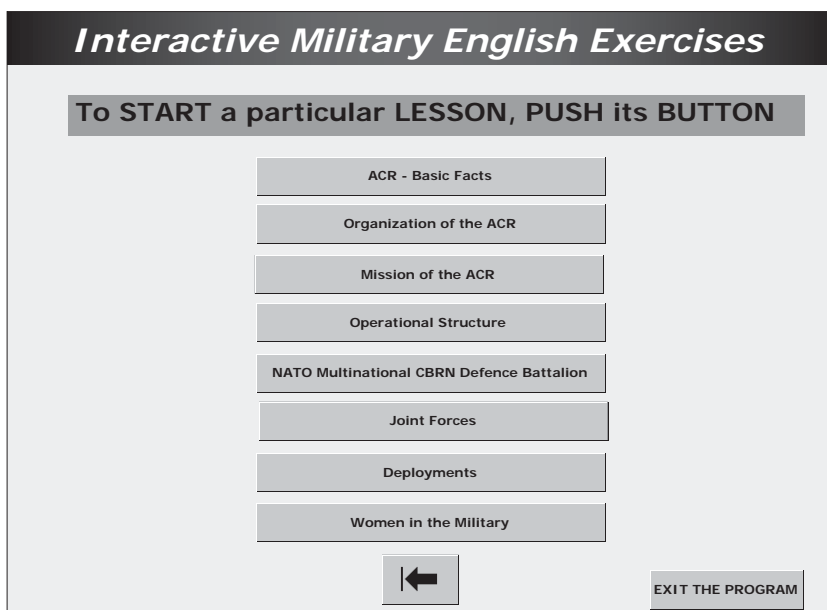 Interactive Military English Exercises
To START a particular LESSON, PUSH its BUTTON
ACR - Basic Facts
Organization of the ACR
Mission of the ACR
Operational Structure
NATO Multinational CBRN Defence Battalion
Joint Forces
Deployments
Women in the Military
EXIT THE PROGRAM